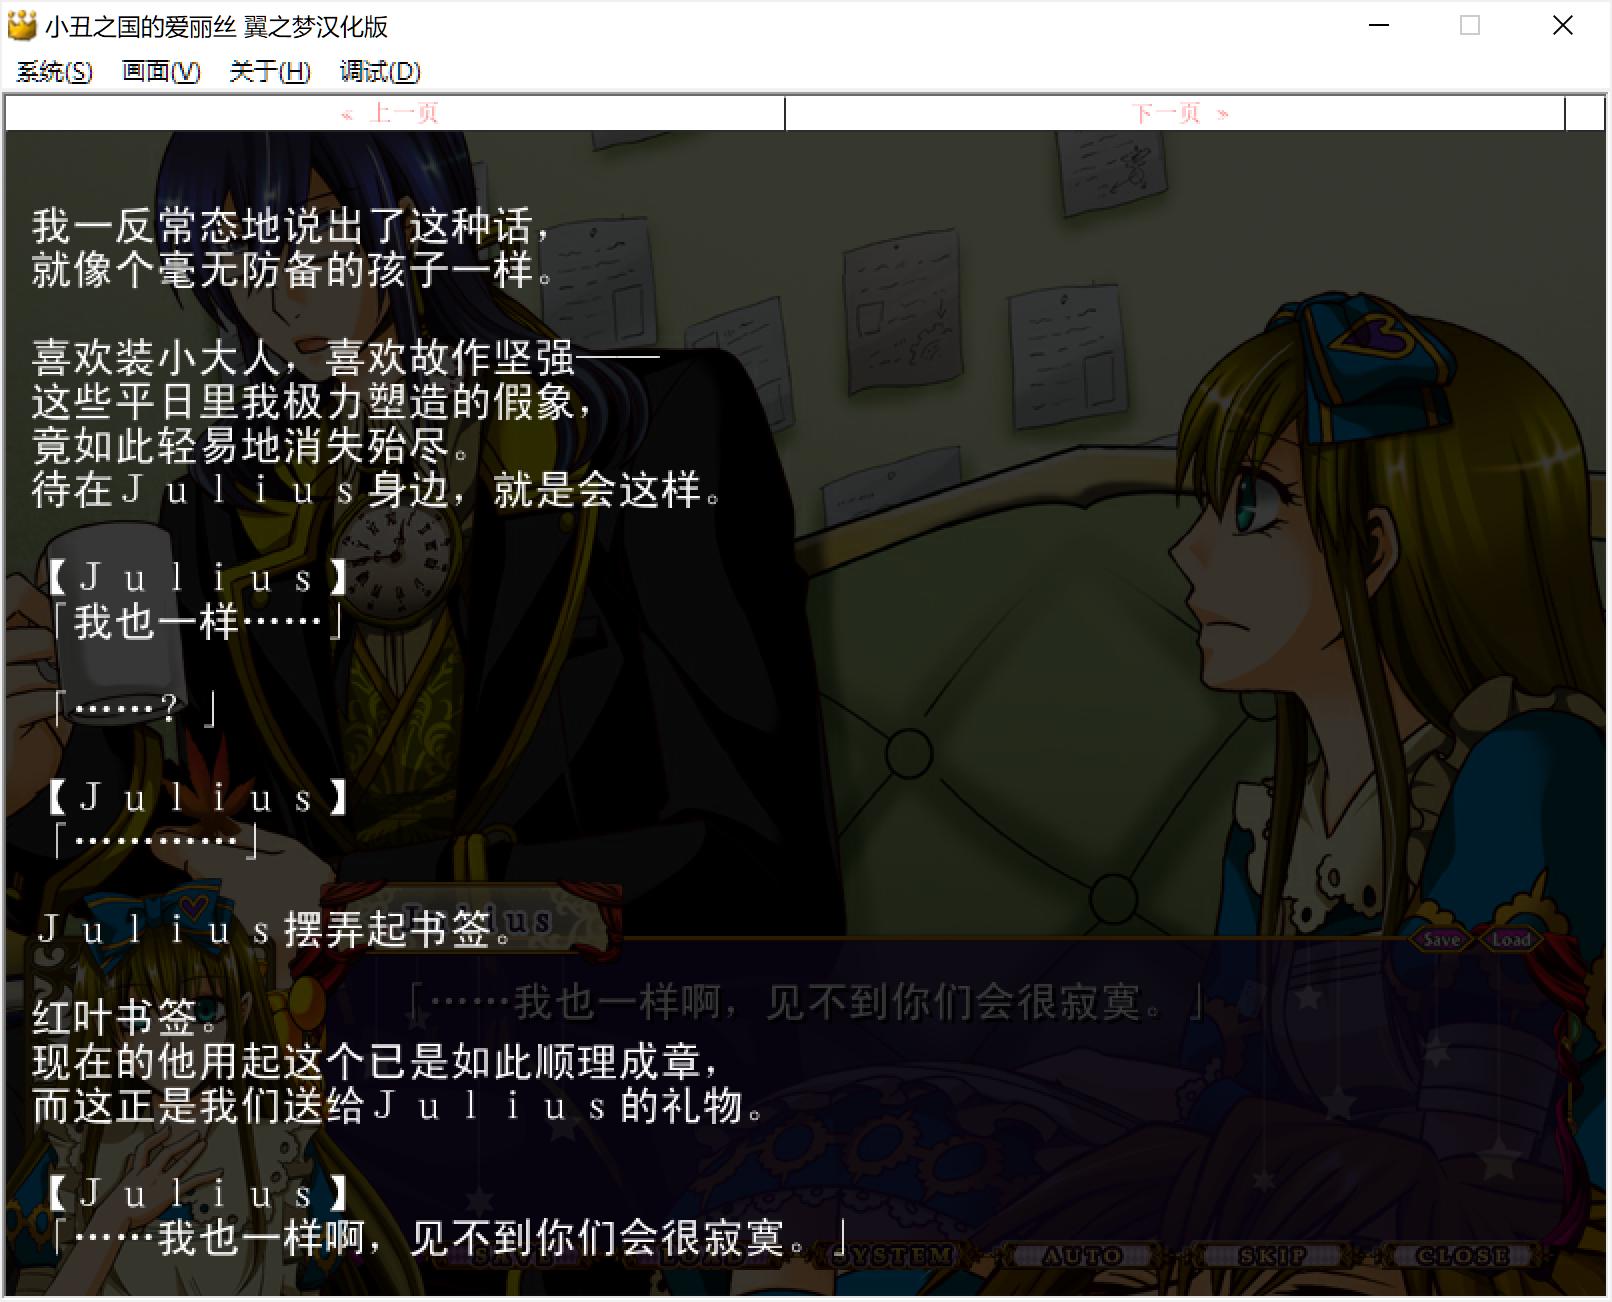 小丑之国的爱丽丝 翼之梦汉化版
系统(S) 画面(V) 关于(H) 调试(D)
« 上一页 下一页 »
我一反常态地说出了这种话，
就像个毫无防备的孩子一样。
喜欢装小大人，喜欢故作坚强——
这些平日里我极力塑造的假象，
竟如此轻易地消失殆尽。
待在Ｊｕｌｉｕｓ身边，就是会这样。
【Ｊｕｌｉｕｓ】
「我也一样……」
「……？」
【Ｊｕｌｉｕｓ】
「…………」
Ｊｕｌｉｕｓ摆弄起书签。
Julius
Save Load
「……我也一样啊，见不到你们会很寂寞。」
红叶书签。
现在的他用起这个已是如此顺理成章，
而这正是我们送给Ｊｕｌｉｕｓ的礼物。
【Ｊｕｌｉｕｓ】
「……我也一样啊，见不到你们会很寂寞。」
SAVE LOAD SYSTEM AUTO SKIP CLOSE